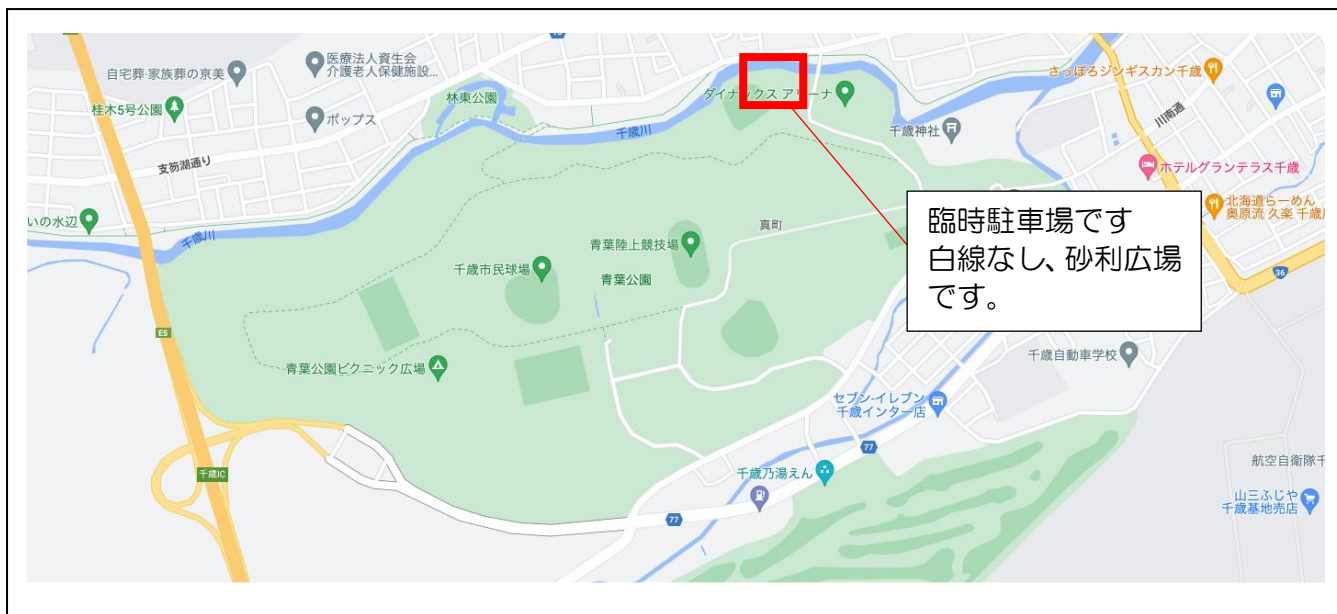 医療法人資生会
介護老人保健施設...
自宅葬·家族葬の京美
桂木5号公園
ポップス
林東公園
支笏湖通り
千歳川
ダイナックス アリーナ
さっぽろジンギスカン千歳
川南通
千歳神社
ホテルグランテラス千歳
北海道らーめん
奥原流 久楽 千歳
いの水辺
千歳川
臨時駐車場です
白線なし、砂利広場
です。
真町
青葉陸上競技場
千歳市民球場
青葉公園
36
E5
千歳自動車学校
青葉公園ピクニック広場
セブン-イレブン
千歳インター店
77
千歳IC
千歳乃湯えん
航空自衛隊千
山三ふじや
千歳基地売店
77